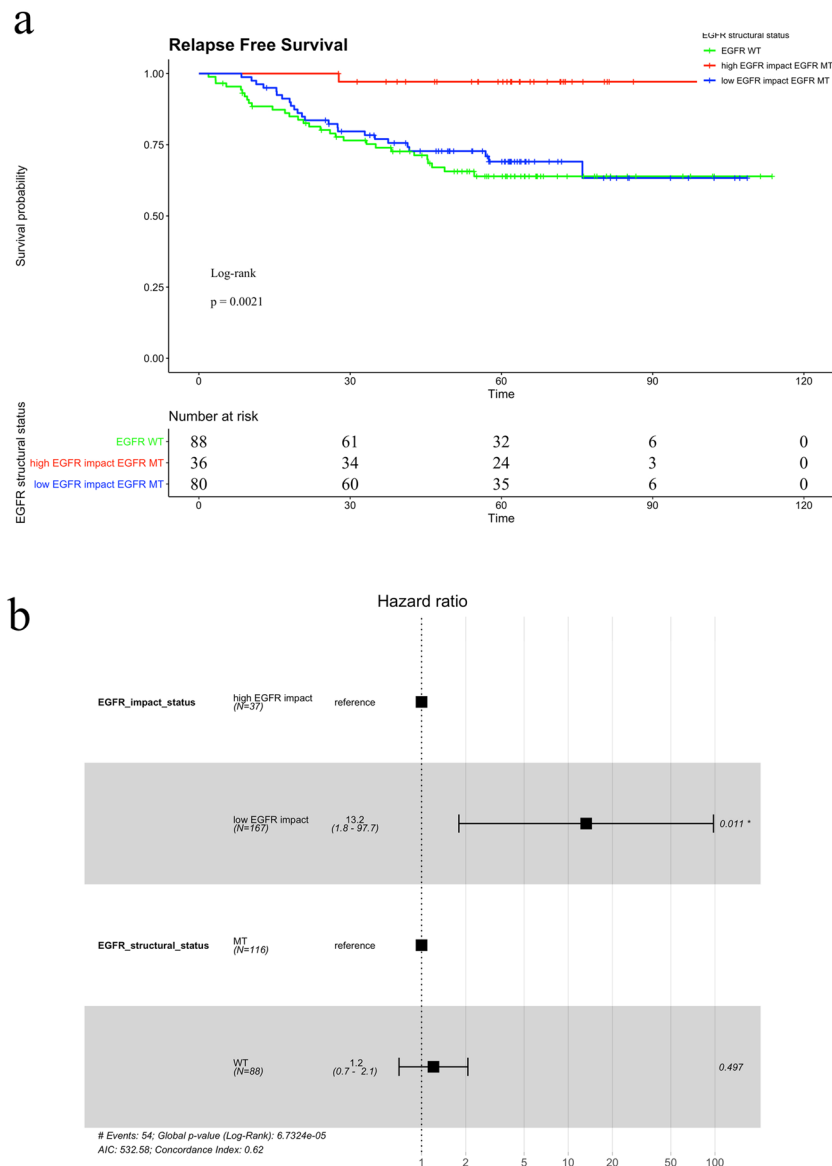 a
Relapse Free Survival
EGFR structural status
EGFR WT
high EGFR impact EGFR MT
low EGFR impact EGFR MT
Survival probability
1.00
0.75
0.50
0.25
0.00
Log-rank
p = 0.0021
0 30 60 90 120
Time
Number at risk
EGFR structural status
EGFR WT 88 61 32 6 0
high EGFR impact EGFR MT 36 34 24 3 0
low EGFR impact EGFR MT 80 60 35 6 0
0 30 60 90 120
Time
b
Hazard ratio
EGFR_impact_status high EGFR impact reference
(N=37)
low EGFR impact 13.2
(N=167) (1.8 - 97.7) 0.011 *
EGFR_structural_status MT reference
(N=116)
WT 1.2
(N=88) (0.7 - 2.1) 0.497
# Events: 54; Global p-value (Log-Rank): 6.7324e-05
AIC: 532.58; Concordance Index: 0.62
1 2 5 10 20 50 100